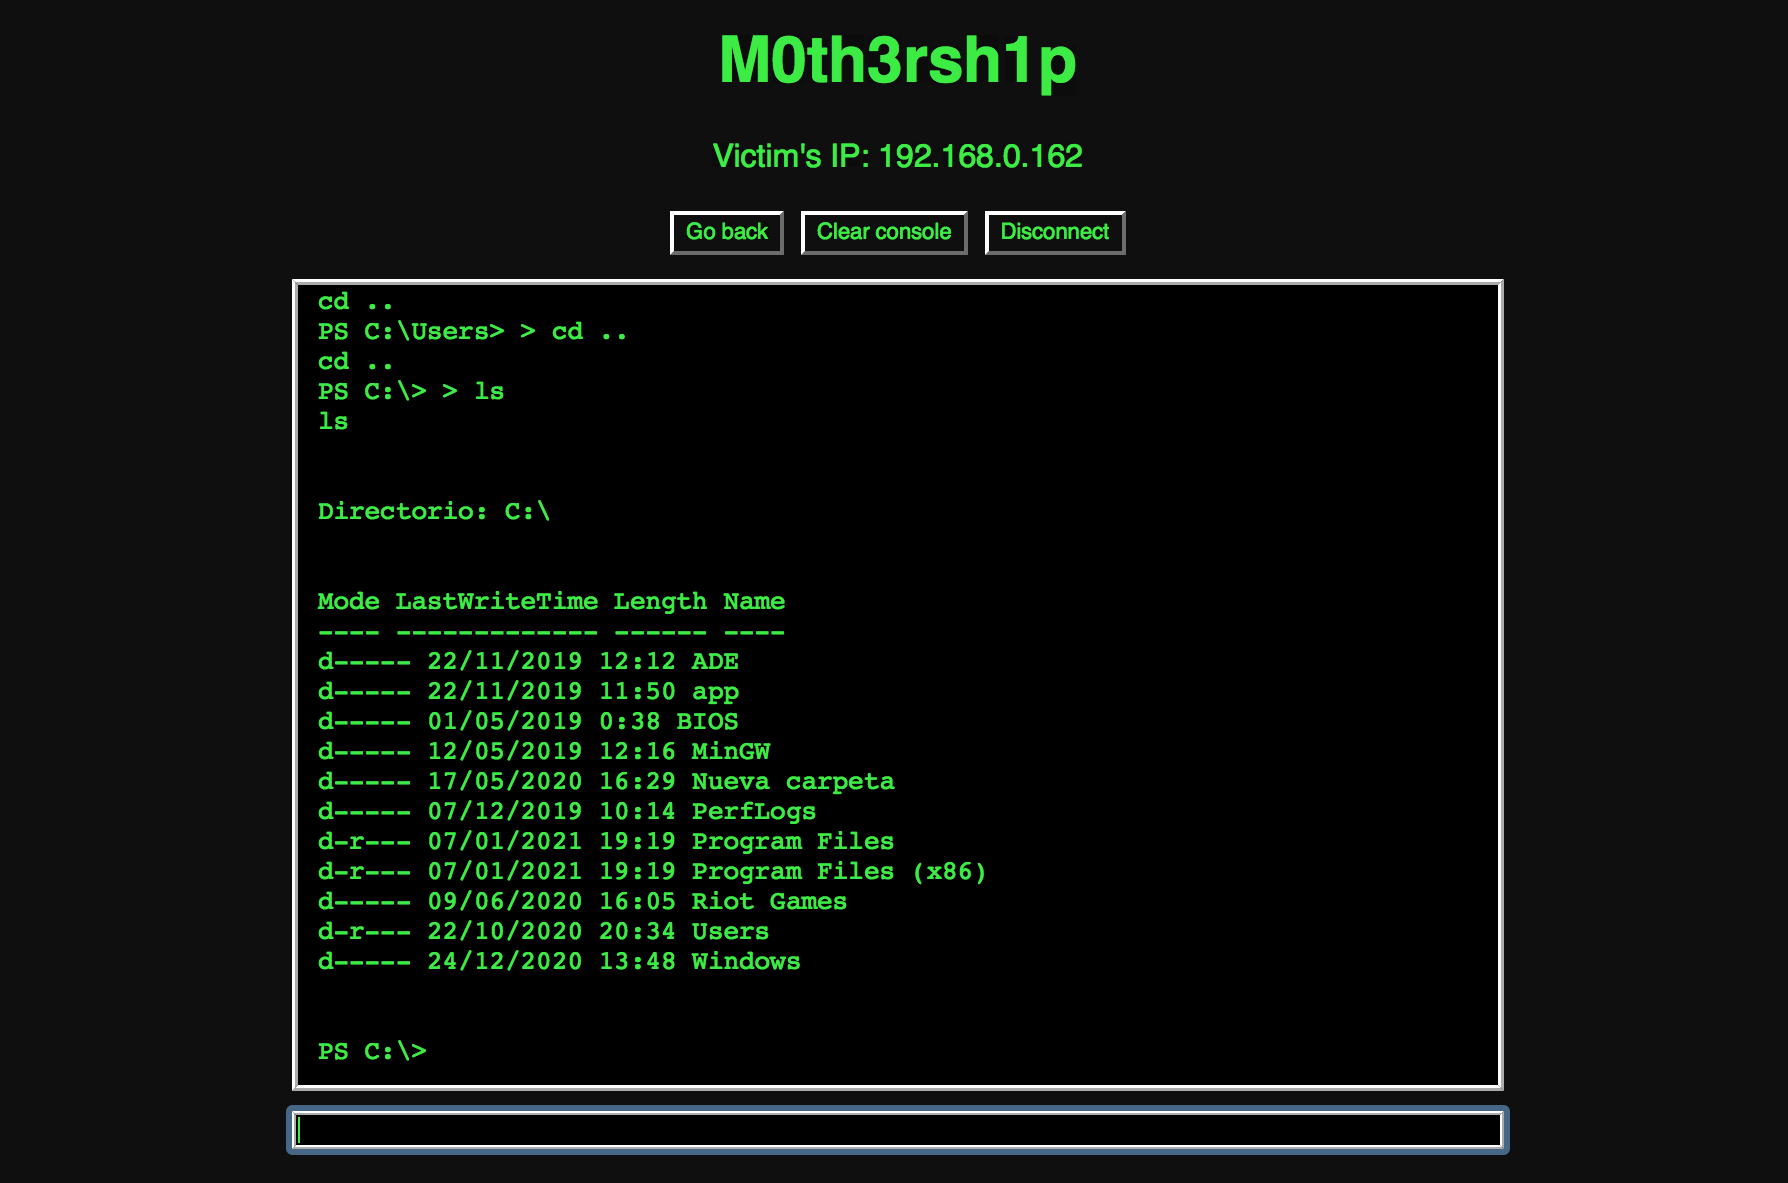 M0th3rsh1p
Victim's IP: 192.168.0.162
Go back Clear console Disconnect
cd ..
PS C:\Users> > cd ..
cd ..
PS C:\> > ls
ls
Directorio: C:\
Mode LastWriteTime Length Name
---- ------------- ------ ----
d----- 22/11/2019 12:12 ADE
d----- 22/11/2019 11:50 app
d----- 01/05/2019 0:38 BIOS
d----- 12/05/2019 12:16 MinGW
d----- 17/05/2020 16:29 Nueva carpeta
d----- 07/12/2019 10:14 PerfLogs
d-r--- 07/01/2021 19:19 Program Files
d-r--- 07/01/2021 19:19 Program Files (x86)
d----- 09/06/2020 16:05 Riot Games
d-r--- 22/10/2020 20:34 Users
d----- 24/12/2020 13:48 Windows
PS C:\>